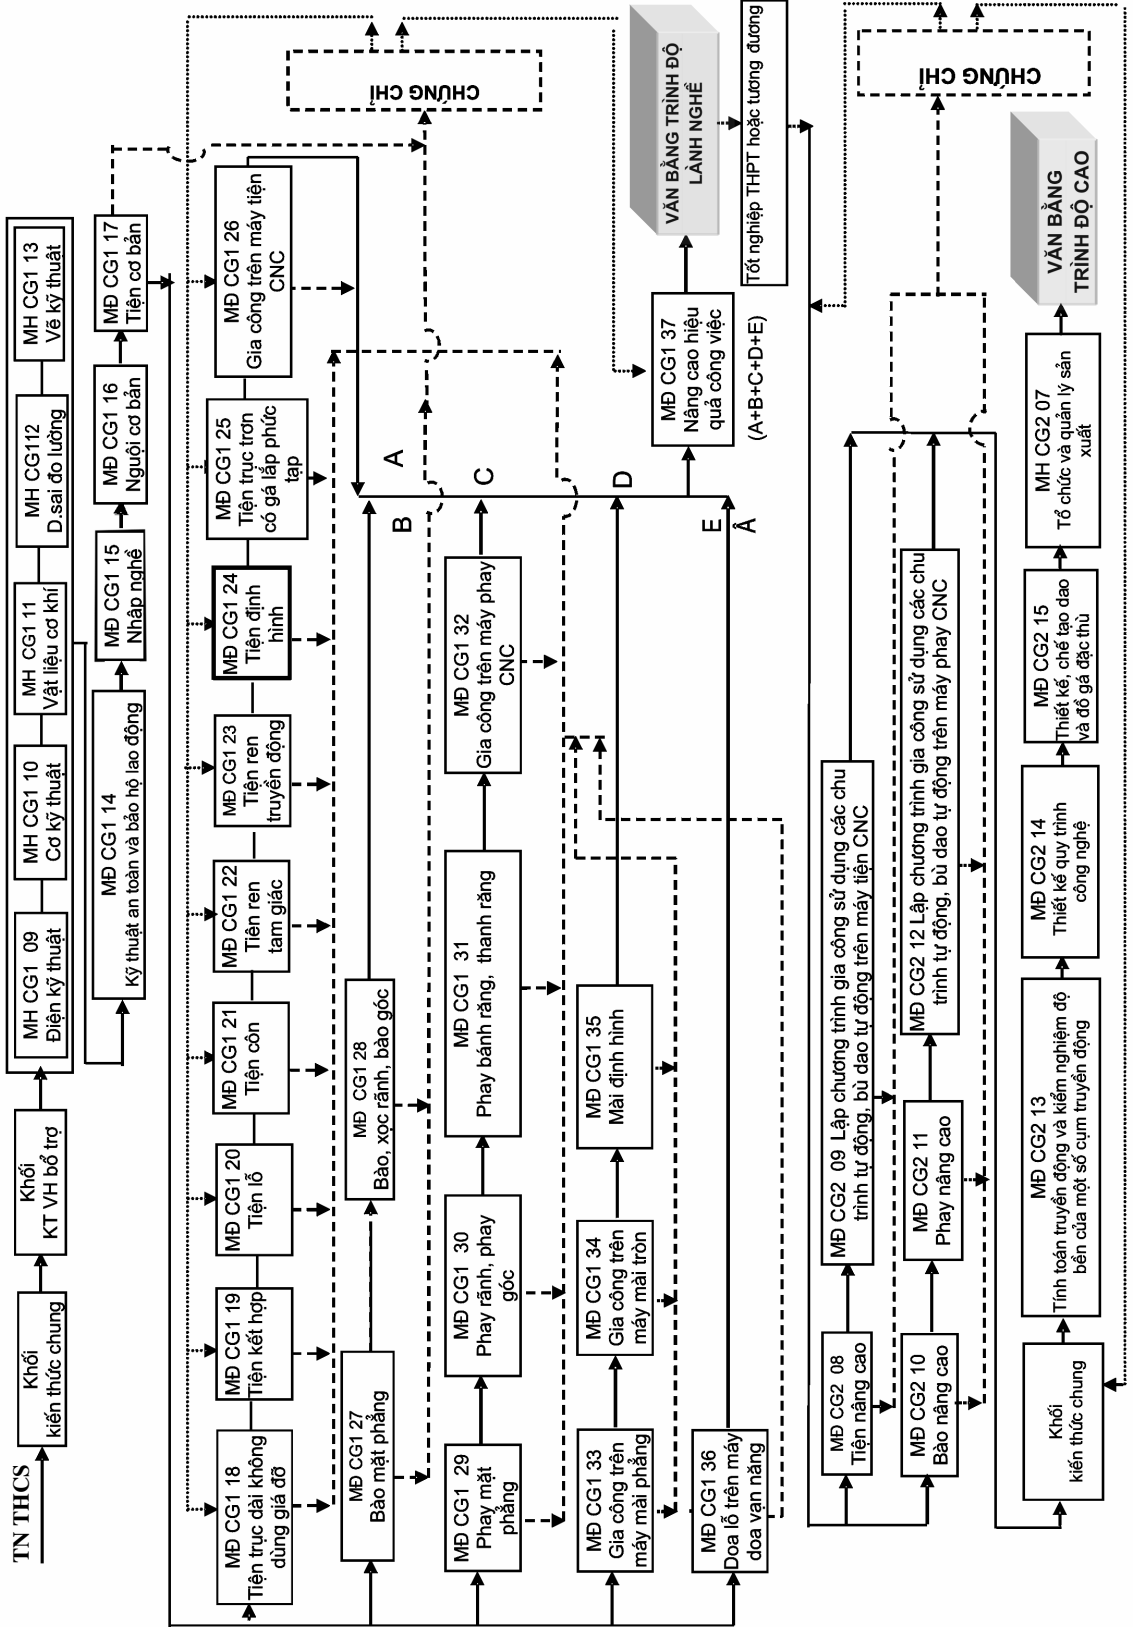 TN THCS
Khối
kiến thức chung
Khối
KT VH bổ trợ
MH CG1 09
Điện kỹ thuật
MH CG1 10
Cơ kỹ thuật
MH CG1 11
Vật liệu cơ khí
MH CG112
D.sai đo lường
MH CG1 13
Vẽ kỹ thuật
MĐ CG1 14
Kỹ thuật an toàn và bảo hộ lao động
MĐ CG1 15
Nhập nghề
MĐ CG1 16
Nguội cơ bản
MĐ CG1 17
Tiện cơ bản
MĐ CG1 18
Tiện trục dài không
dùng giá đỡ
MĐ CG1 19
Tiện kết hợp
MĐ CG1 20
Tiện lỗ
MĐ CG1 21
Tiện côn
MĐ CG1 22
Tiện ren
tam giác
MĐ CG1 23
Tiện ren
truyền động
MĐ CG1 24
Tiện định
hình
MĐ CG1 25
Tiện trục trơn
có gá lắp phức
tạp
MĐ CG1 26
Gia công trên máy tiện
CNC
CHỨNG CHỈ
MĐ CG1 27
Bào mặt phẳng
MĐ CG1 28
Bào, xọc rãnh, bào góc
A
B
C
D
E
Â
MĐ CG1 29
Phay mặt
phẳng
MĐ CG1 30
Phay rãnh, phay
góc
MĐ CG1 31
Phay bánh răng, thanh răng
MĐ CG1 32
Gia công trên máy phay
CNC
MĐ CG1 33
Gia công trên
máy mài phẳng
MĐ CG1 34
Gia công trên
máy mài tròn
MĐ CG1 35
Mài định hình
MĐ CG1 36
Doa lỗ trên máy
doa vạn năng
MĐ CG1 37
Nâng cao hiệu
quả công việc
(A+B+C+D+E)
VĂN BẰNG TRÌNH ĐỘ
LÀNH NGHỀ
Tốt nghiệp THPT hoặc tương đương
MĐ CG2 08
Tiện nâng cao
MĐ CG2 09 Lập chương trình gia công sử dụng các chu
trình tự động, bù dao tự động trên máy tiện CNC
MĐ CG2 10
Bào nâng cao
MĐ CG2 11
Phay nâng cao
MĐ CG2 12 Lập chương trình gia công sử dụng các chu
trình tự động, bù dao tự động trên máy phay CNC
CHỨNG CHỈ
Khối
kiến thức chung
MĐ CG2 13
Tính toán truyền động và kiểm nghiệm độ
bền của một số cụm truyền động
MĐ CG2 14
Thiết kế quy trình
công nghệ
MĐ CG2 15
Thiết kế, chế tạo dao
và đồ gá đặc thù
MH CG2 07
Tổ chức và quản lý sản
xuất
VĂN BẰNG
TRÌNH ĐỘ CAO